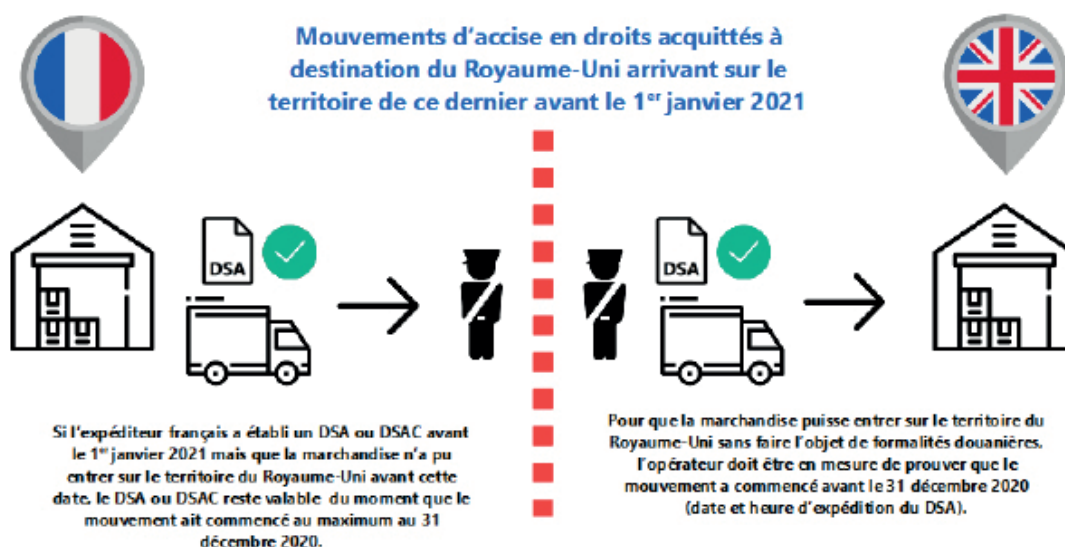 Mouvements d'accise en droits acquittés à
destination du Royaume-Uni arrivant sur le
territoire de ce dernier avant le 1er janvier 2021
DSA
DSA
Si l'expéditeur français a établi un DSA ou DSAC avant
le 1er janvier 2021 mais que la marchandise n'a pu
entrer sur le territoire du Royaume-Uni avant cette
date, le DSA ou DSAC reste valable du moment que le
mouvement ait commencé au maximum au 31
décembre 2020.
Pour que la marchandise puisse entrer sur le territoire du
Royaume-Uni sans faire l'objet de formalités douanières,
l'opérateur doit être en mesure de prouver que le
mouvement a commencé avant le 31 décembre 2020
(date et heure d'expédition du DSA).